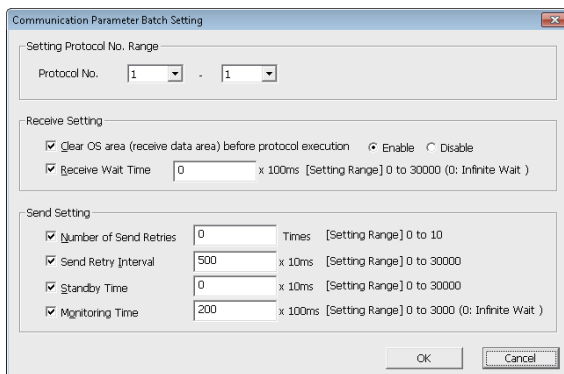 Communication Parameter Batch Setting
Setting Protocol No. Range
Protocol No. 1 - 1
Receive Setting
Clear OS area (receive data area) before protocol execution Enable Disable
Receive Wait Time 0 x 100ms [Setting Range] 0 to 30000 (0: Infinite Wait )
Send Setting
Number of Send Retries 0 Times [Setting Range] 0 to 10
Send Retry Interval 500 x 10ms [Setting Range] 0 to 30000
Standby Time 0 x 10ms [Setting Range] 0 to 30000
Monitoring Time 200 x 100ms [Setting Range] 0 to 3000 (0: Infinite Wait )
OK Cancel